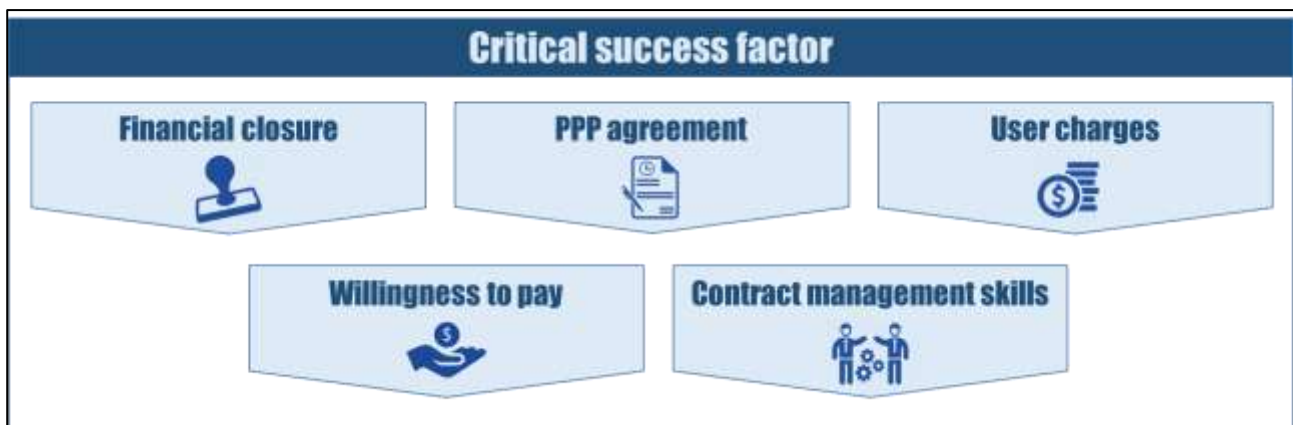 Critical success factor
Financial closure
PPP agreement
User charges
$
Willingness to pay
$
Contract management skills